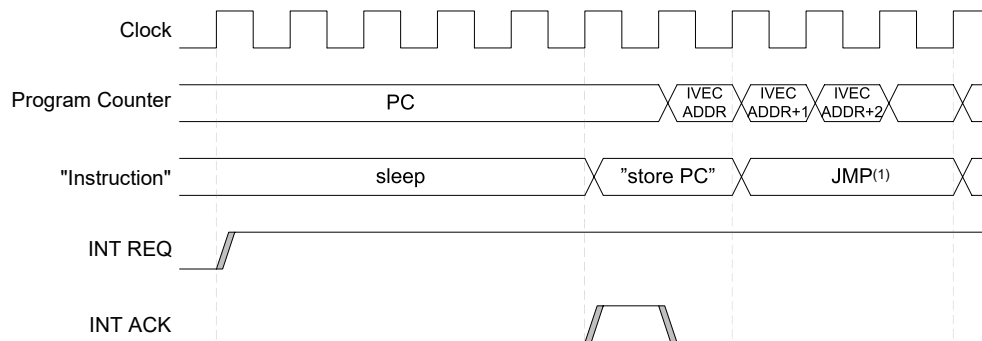 Clock
Program Counter
PC
IVEC
ADDR
IVEC
ADDR+1
IVEC
ADDR+2
"Instruction"
sleep
”store PC”
JMP(1)
INT REQ
INT ACK